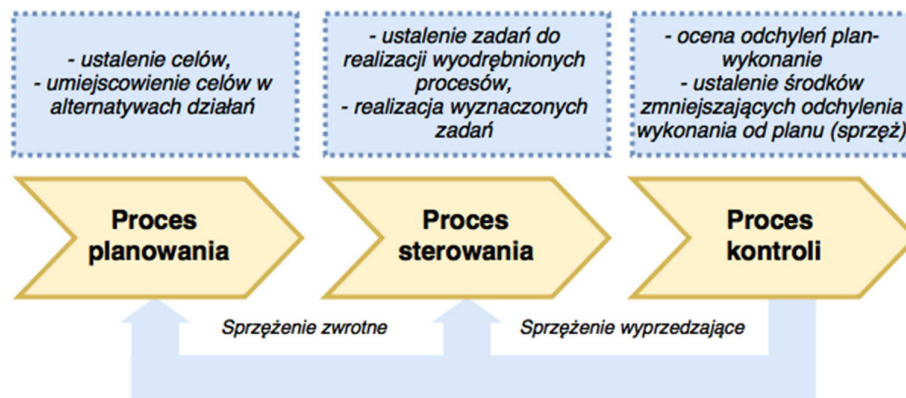 - ustalenie celów,
- umiejscowienie celów w
alternatywach działań
- ustalenie zadań do
realizacji wyodrębnionych
procesów,
- realizacja wyznaczonych
zadań
- ocena odchyleń plan-
wykonanie
- ustalenie środków
zmniejszających odchylenia
wykonania od planu (sprzęż)
Proces
planowania
Proces
sterowania
Proces
kontroli
Sprzężenie zwrotne
Sprzężenie wyprzedzające